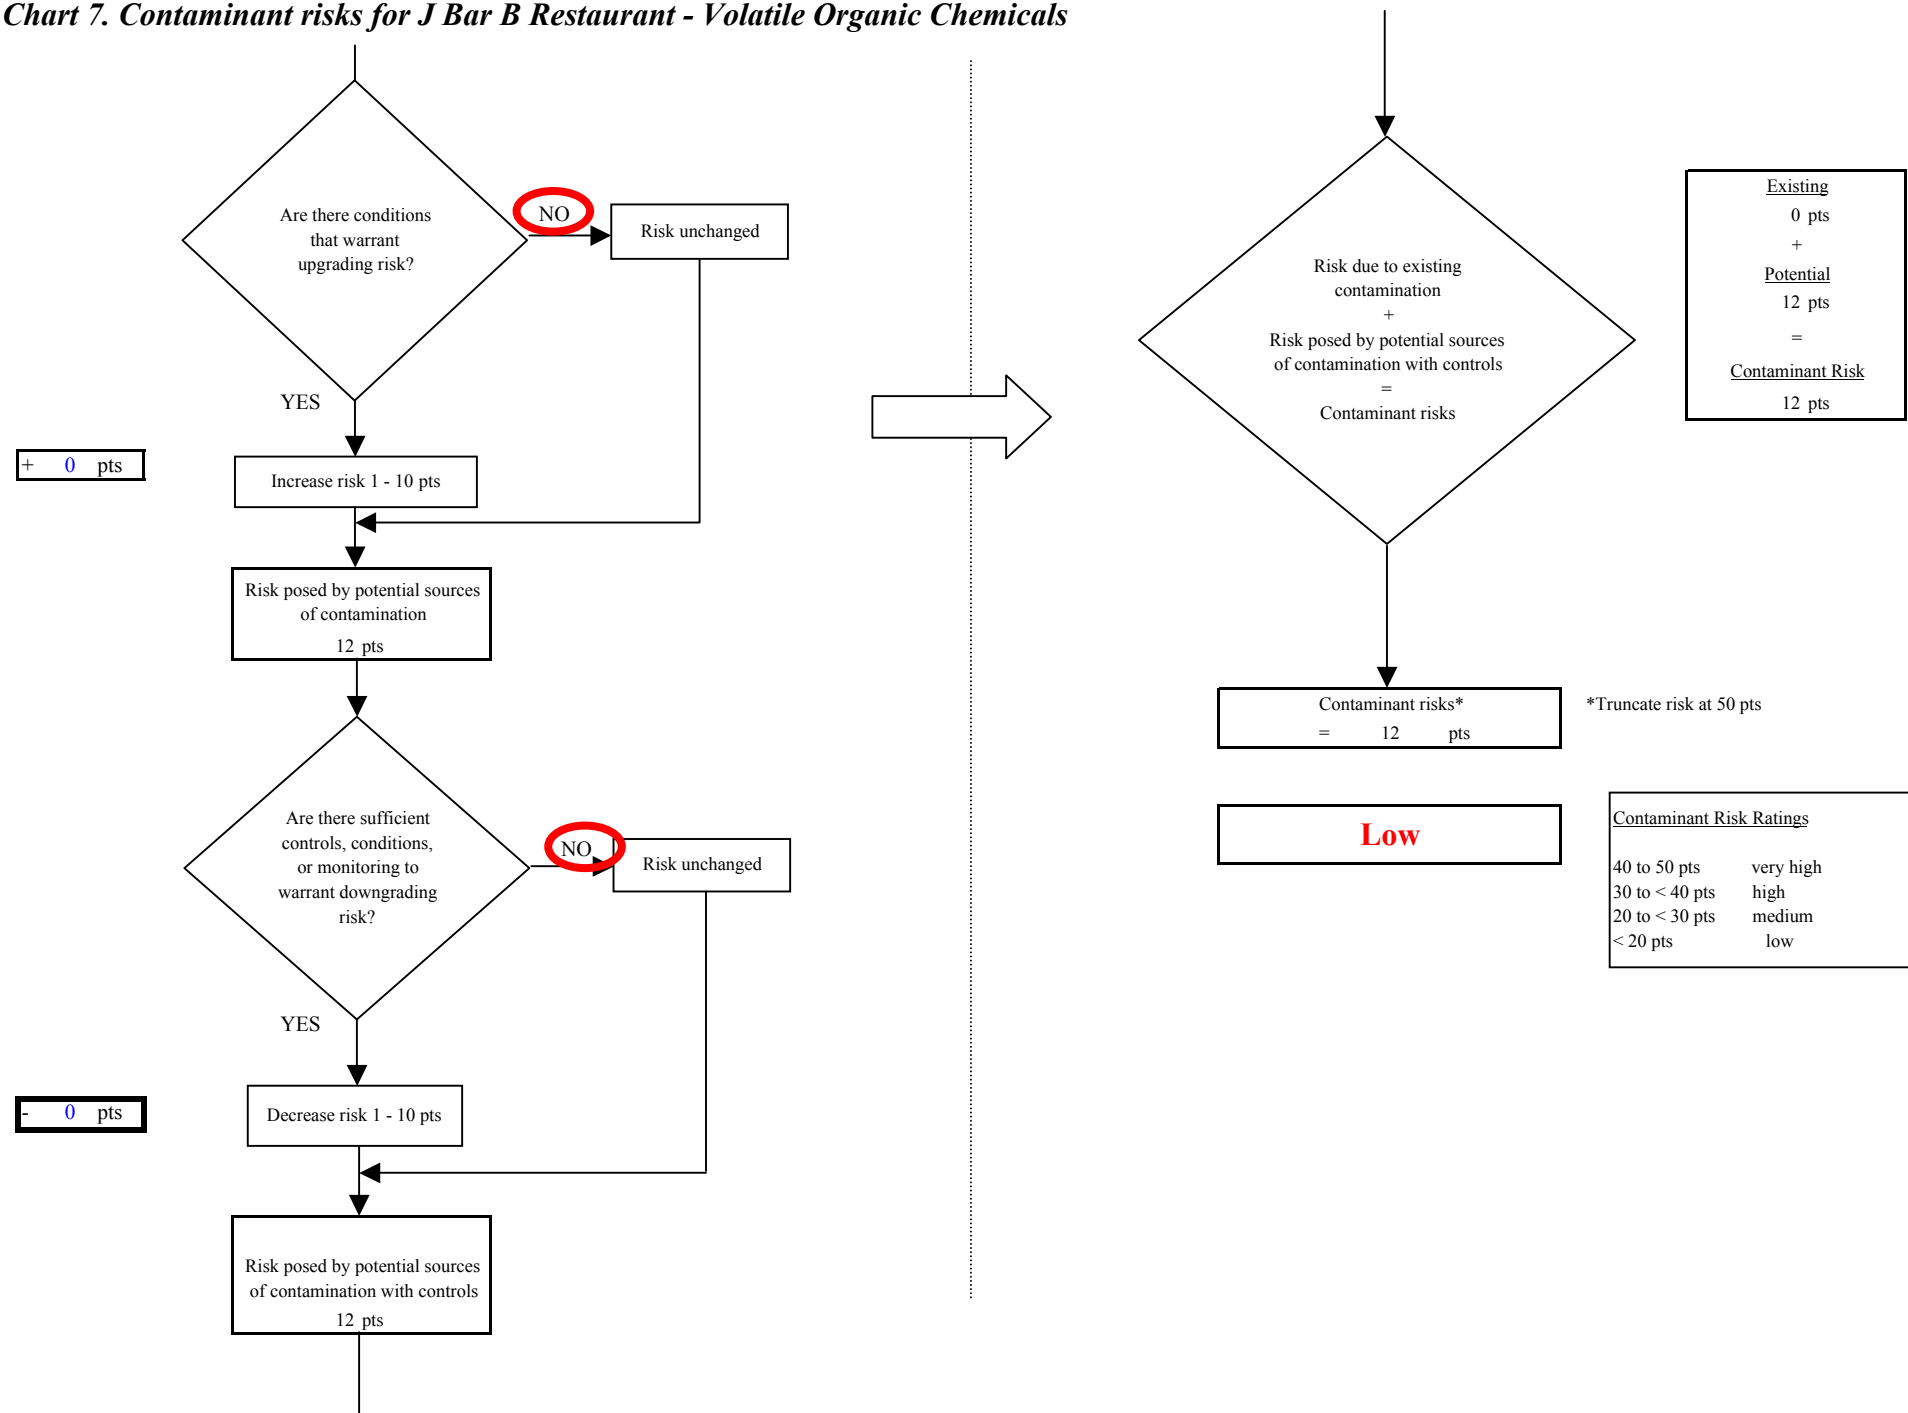 Chart 7. Contaminant risks for J Bar B Restaurant - Volatile Organic Chemicals
Are there conditions
that warrant
upgrading risk?
NO
Risk unchanged
YES
+ 0 pts
Increase risk 1 - 10 pts
Risk posed by potential sources
of contamination
12 pts
Are there sufficient
controls, conditions,
or monitoring to
warrant downgrading
risk?
NO
Risk unchanged
YES
- 0 pts
Decrease risk 1 - 10 pts
Risk posed by potential sources
of contamination with controls
12 pts
Risk due to existing
contamination
+
Risk posed by potential sources
of contamination with controls
=
Contaminant risks
Existing
0 pts
+
Potential
12 pts
=
Contaminant Risk
12 pts
Contaminant risks*
= 12 pts
*Truncate risk at 50 pts
Low
Contaminant Risk Ratings
40 to 50 pts very high
30 to < 40 pts high
20 to < 30 pts medium
< 20 pts low